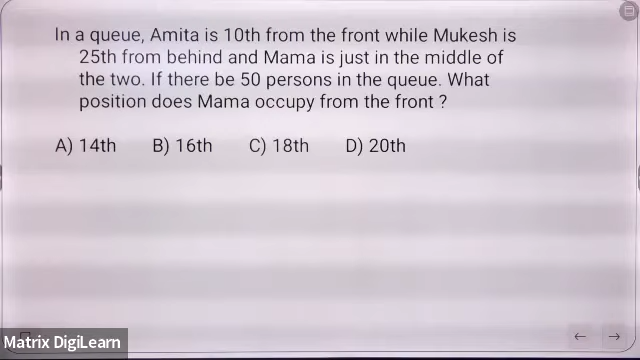 In a queue, Amita is 10th from the front while Mukesh is
25th from behind and Mama is just in the middle of
the two. If there be 50 persons in the queue. What
position does Mama occupy from the front ?
A) 14th B) 16th C) 18th D) 20th
Matrix DigiLearn